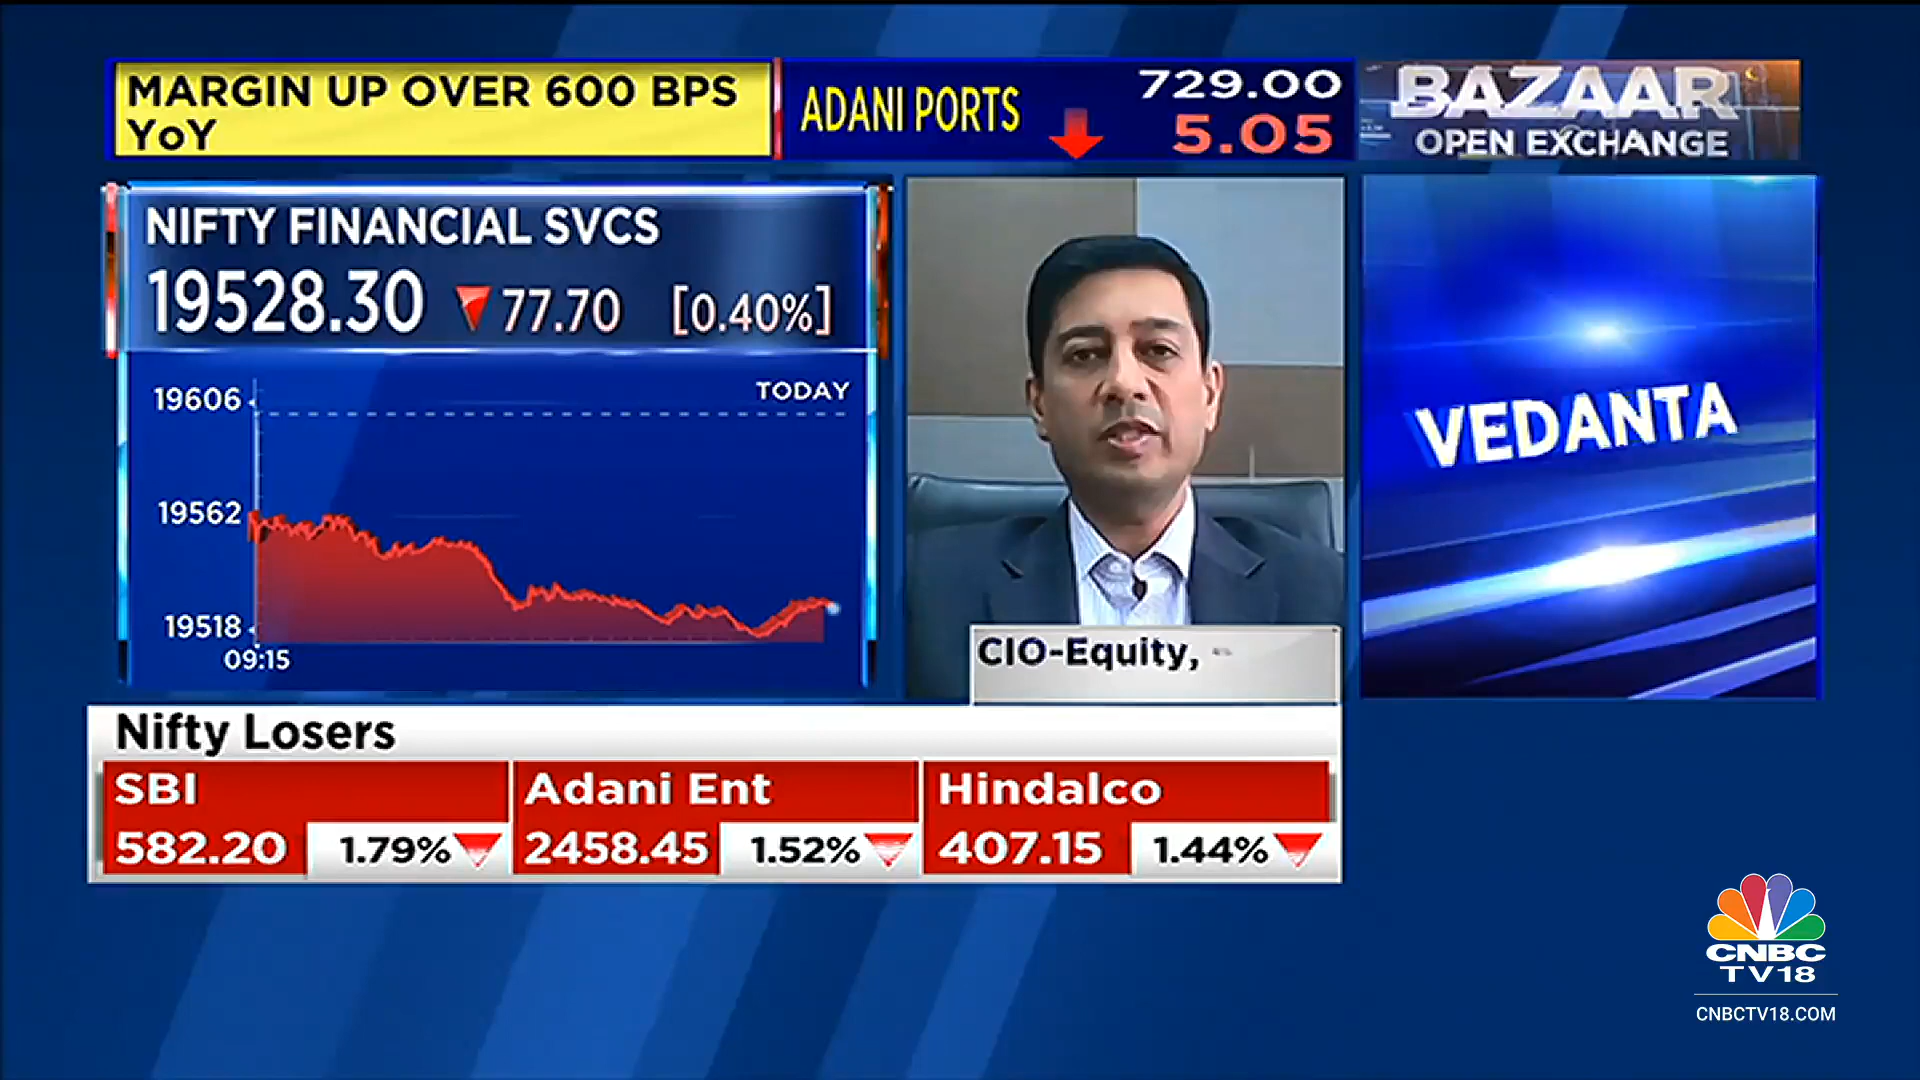 MARGIN UP OVER 600 BPS
YoY
ADANI PORTS
729.00
5.05
BAZAAR
OPEN EXCHANGE
NIFTY FINANCIAL SVCS
19528.30 77.70 [0.40%]
TODAY
19606
19562
19518
09:15
CIO-Equity,
VEDANTA
Nifty Losers
SBI
582.20 1.79%
Adani Ent
2458.45 1.52%
Hindalco
407.15 1.44%
CNBC
TV18
CNBCTV18.COM